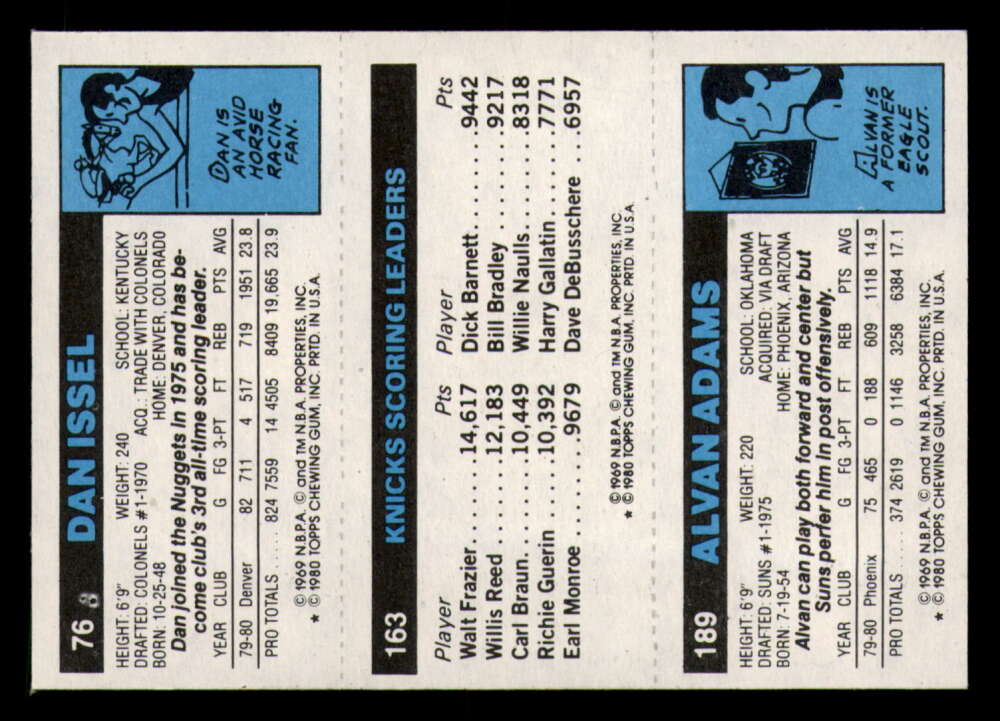 76 8 DAN ISSEL
HEIGHT: 6'9" WEIGHT: 240 SCHOOL: KENTUCKY
DRAFTED: COLONELS #1-1970 ACQ.: TRADE WITH COLONELS
BORN: 10-25-48 HOME: DENVER, COLORADO
Dan joined the Nuggets in 1975 and has be-
come club's 3rd all-time scoring leader.
YEAR CLUB G FG 3-PT FT REB PTS AVG
79-80 Denver 82 711 4 517 719 1951 23.8
PRO TOTALS .... 824 7559 14 4505 8409 19,665 23.9
© 1969 N.B.P.A. © and TM N.B.A. PROPERTIES, INC.
★ © 1980 TOPPS CHEWING GUM, INC. PRTD. IN U.S.A.
DAN IS
AN AVID
HORSE
RACING
FAN.
163 KNICKS SCORING LEADERS
Player Pts Player Pts
Walt Frazier......14,617 Dick Barnett.......9442
Willis Reed......12,183 Bill Bradley.......9217
Carl Braun.......10,449 Willie Naulls.......8318
Richie Guerin....10,392 Harry Gallatin.....7771
Earl Monroe.......9679 Dave DeBusschere ..6957
© 1969 N.B.P.A. © and TM N.B.A. PROPERTIES, INC.
★ © 1980 TOPPS CHEWING GUM, INC. PRTD. IN U.S.A.
189 ALVAN ADAMS
HEIGHT: 6'9" WEIGHT: 220 SCHOOL: OKLAHOMA
DRAFTED: SUNS #1-1975 ACQUIRED: VIA DRAFT
BORN: 7-19-54 HOME: PHOENIX, ARIZONA
Alvan can play both forward and center but
Suns perfer him in post offensively.
YEAR CLUB G FG 3-PT FT REB PTS AVG
79-80 Phoenix 75 465 0 188 609 1118 14.9
PRO TOTALS..... 374 2619 0 1146 3258 6384 17.1
© 1969 N.B.P.A. © and TM N.B.A. PROPERTIES, INC.
★ © 1980 TOPPS CHEWING GUM, INC. PRTD. IN U.S.A.
ALVAN IS
A FORMER
EAGLE
SCOUT.